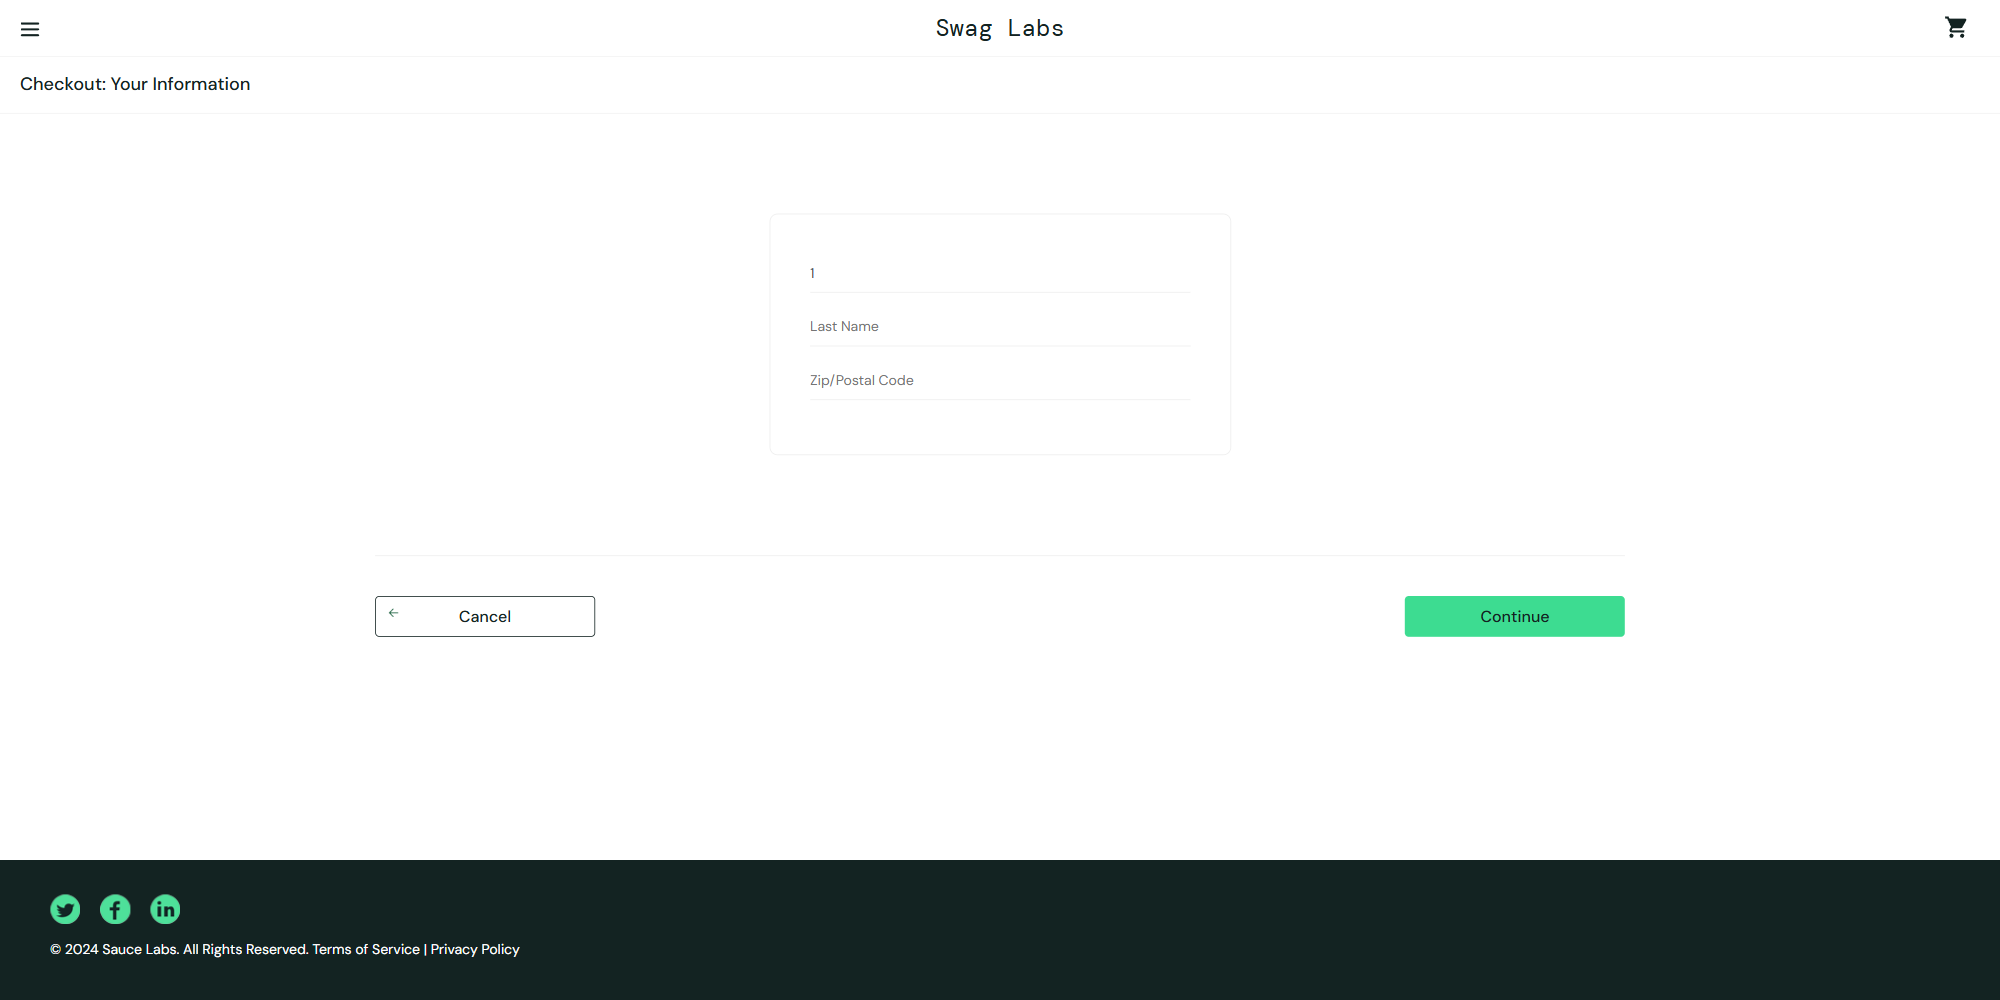 Swag Labs
Checkout: Your Information
1
Last Name
Zip/Postal Code
Cancel
Continue
© 2024 Sauce Labs. All Rights Reserved. Terms of Service | Privacy Policy